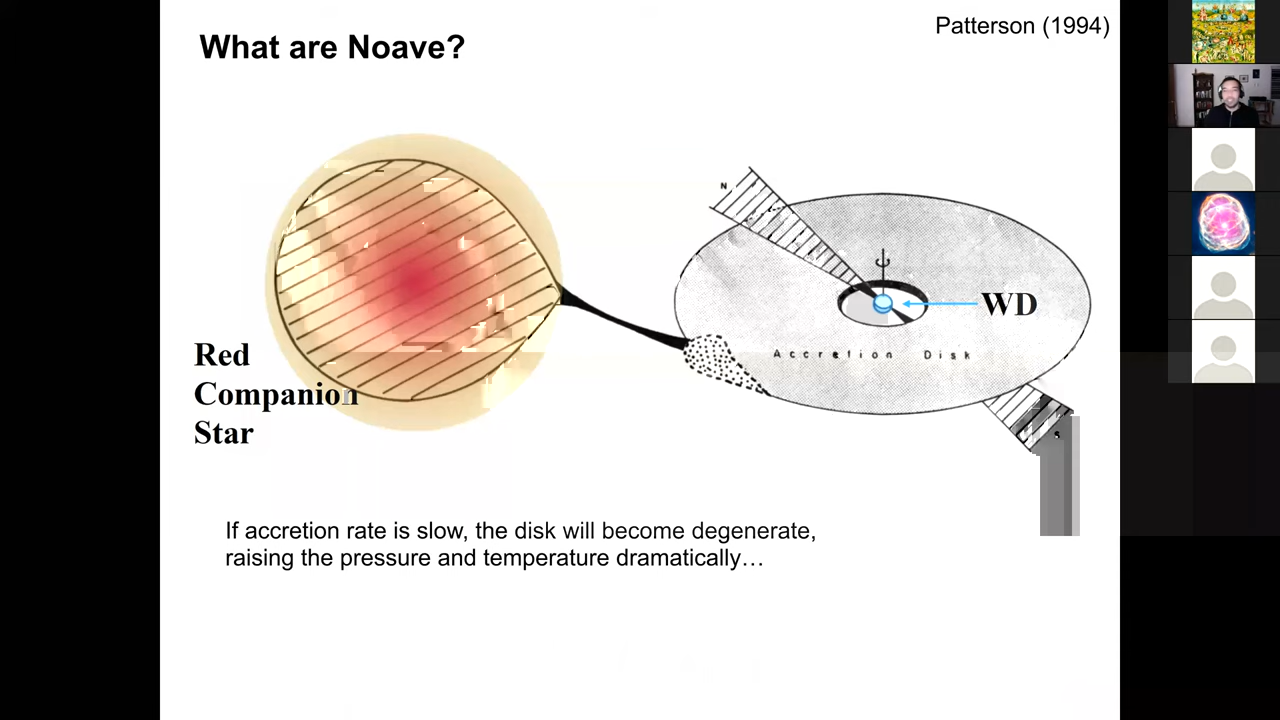 What are Noave?
Patterson (1994)
N
WD
Accretion Disk
Red
Companion
Star
If accretion rate is slow, the disk will become degenerate,
raising the pressure and temperature dramatically…